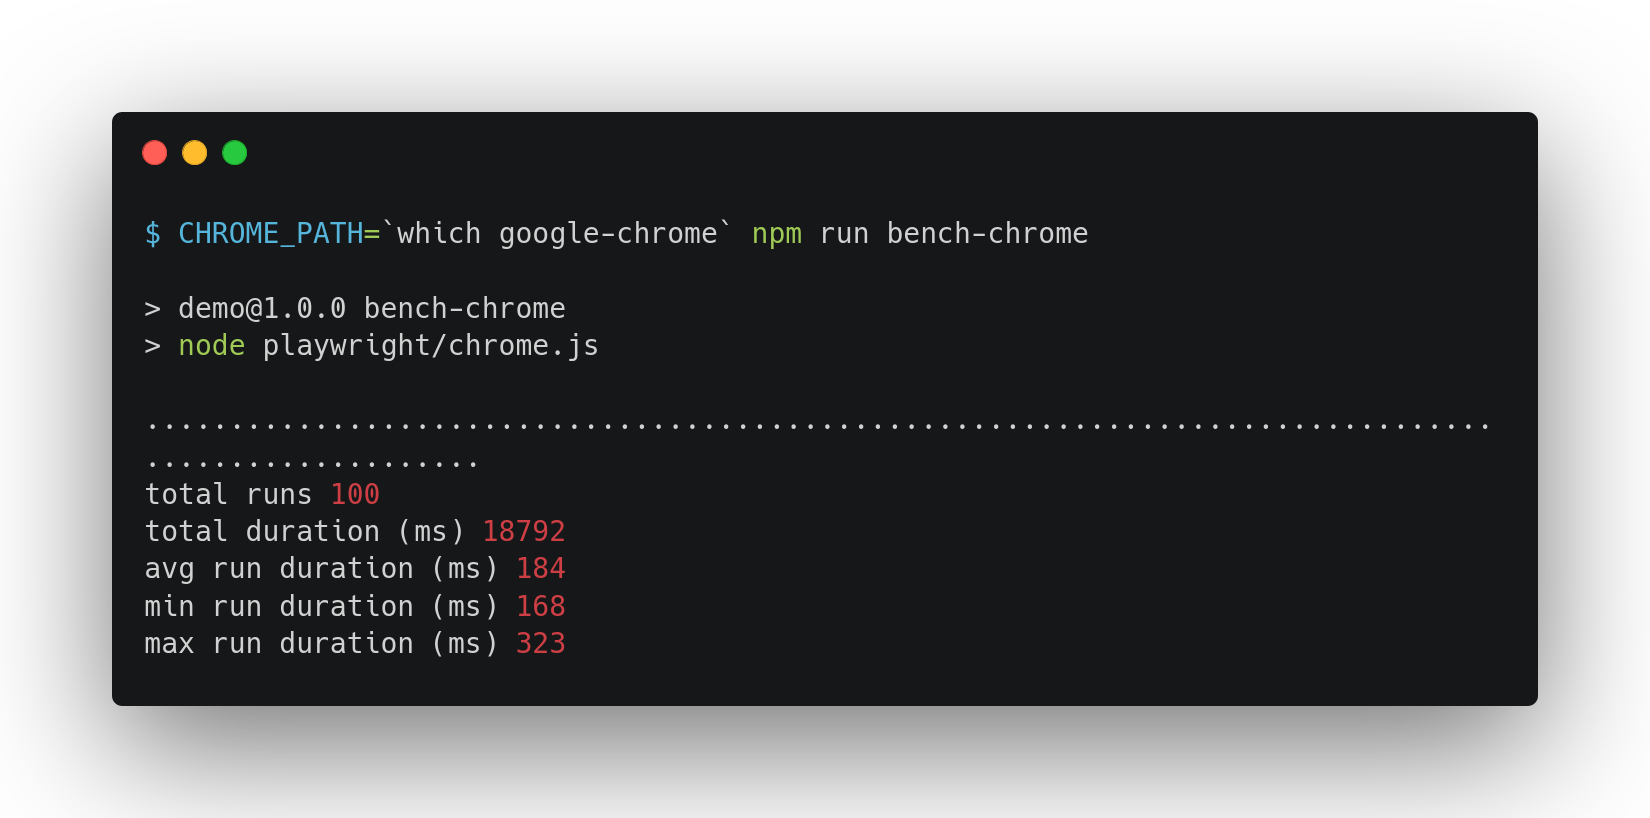 $ CHROME_PATH=`which google-chrome` npm run bench-chrome
> demo@1.0.0 bench-chrome
> node playwright/chrome.js
................................................................................
....................
total runs 100
total duration (ms) 18792
avg run duration (ms) 184
min run duration (ms) 168
max run duration (ms) 323